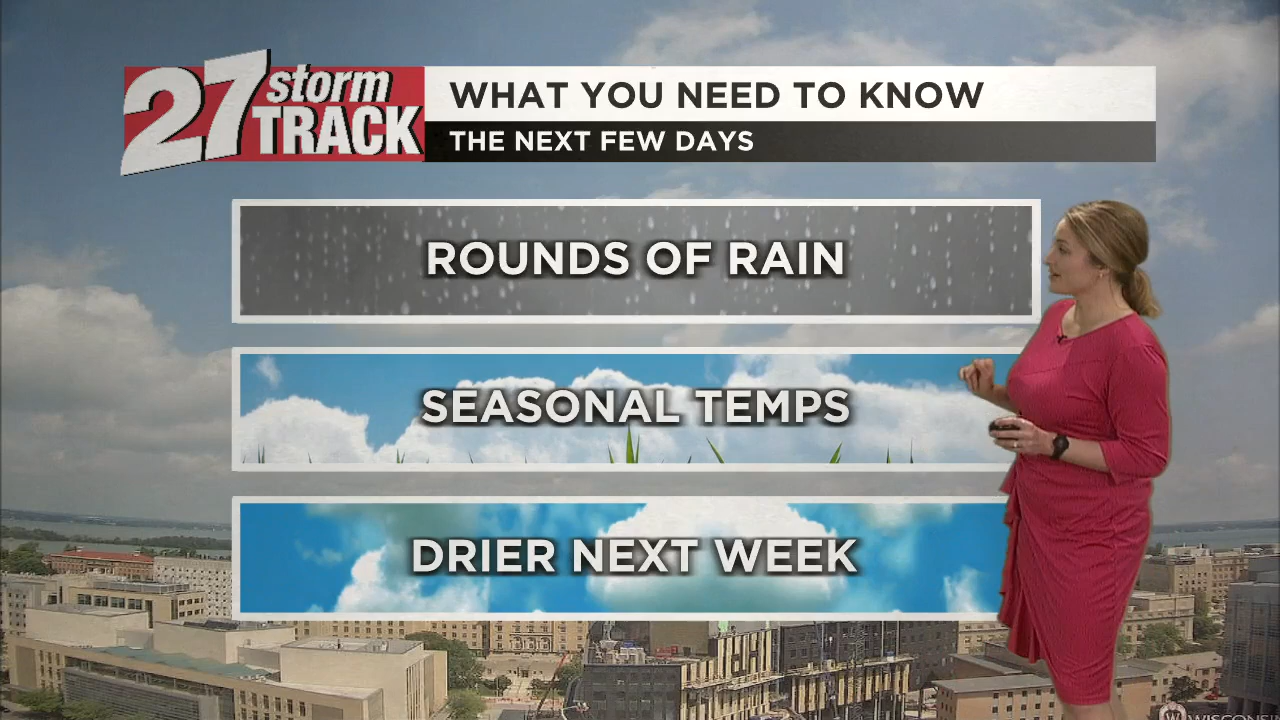 27 storm TRACK
WHAT YOU NEED TO KNOW
THE NEXT FEW DAYS
ROUNDS OF RAIN
SEASONAL TEMPS
DRIER NEXT WEEK
W